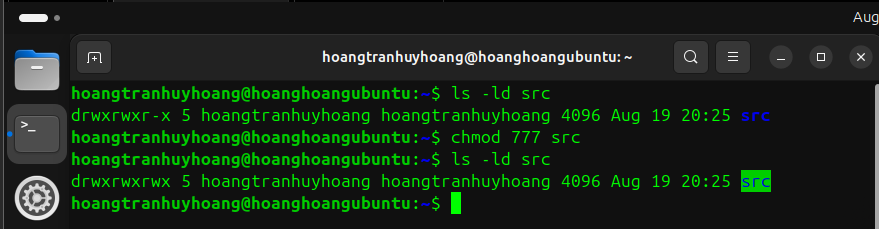 Aug
hoangtranhuyhoang@hoanghoangubuntu: ~
hoangtranhuyhoang@hoanghoangubuntu:~$ ls -ld src
drwxrwxr-x 5 hoangtranhuyhoang hoangtranhuyhoang 4096 Aug 19 20:25 src
hoangtranhuyhoang@hoanghoangubuntu:~$ chmod 777 src
hoangtranhuyhoang@hoanghoangubuntu:~$ ls -ld src
drwxrwxrwx 5 hoangtranhuyhoang hoangtranhuyhoang 4096 Aug 19 20:25 src
hoangtranhuyhoang@hoanghoangubuntu:~$